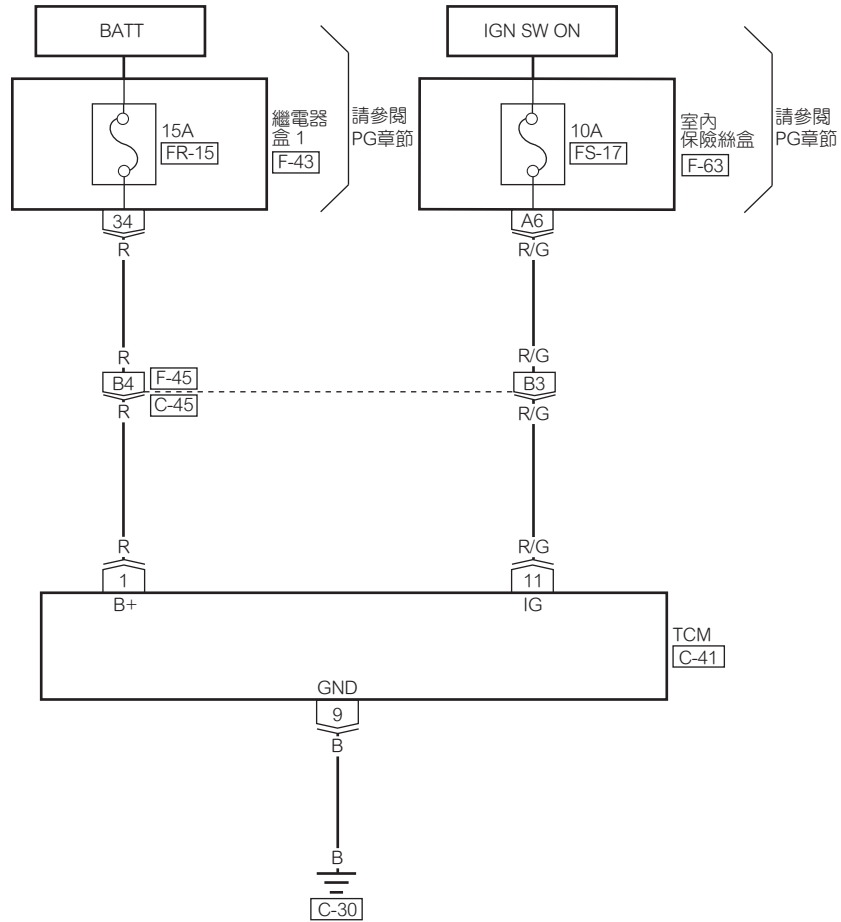 BATT
IGN SW ON
15A
FR-15
繼電器
盒 1
F-43
請參閱
PG章節
10A
FS-17
室內
保險絲盒
F-63
請參閱
PG章節
34
R
A6
R/G
R
B4
R
F-45
C-45
R/G
B3
R/G
R
1
B+
R/G
11
IG
TCM
C-41
GND
9
B
B
C-30